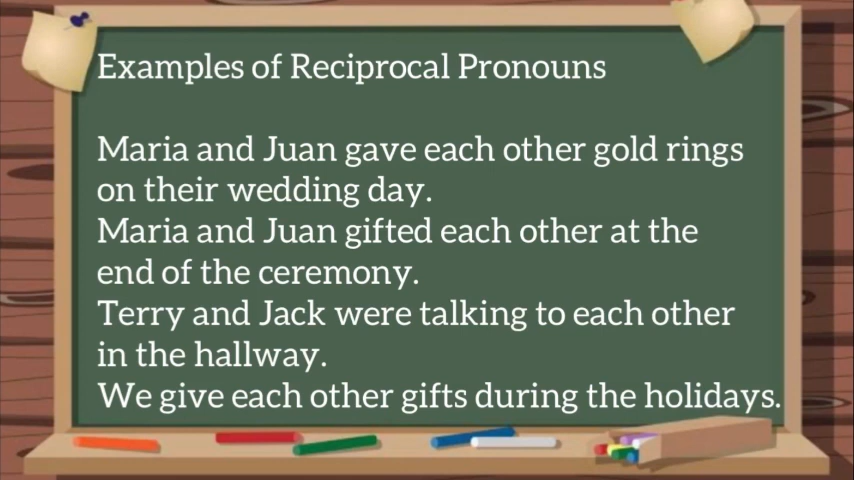 Examples of Reciprocal Pronouns
Maria and Juan gave each other gold rings
on their wedding day.
Maria and Juan gifted each other at the
end of the ceremony.
Terry and Jack were talking to each other
in the hallway.
We give each other gifts during the holidays.